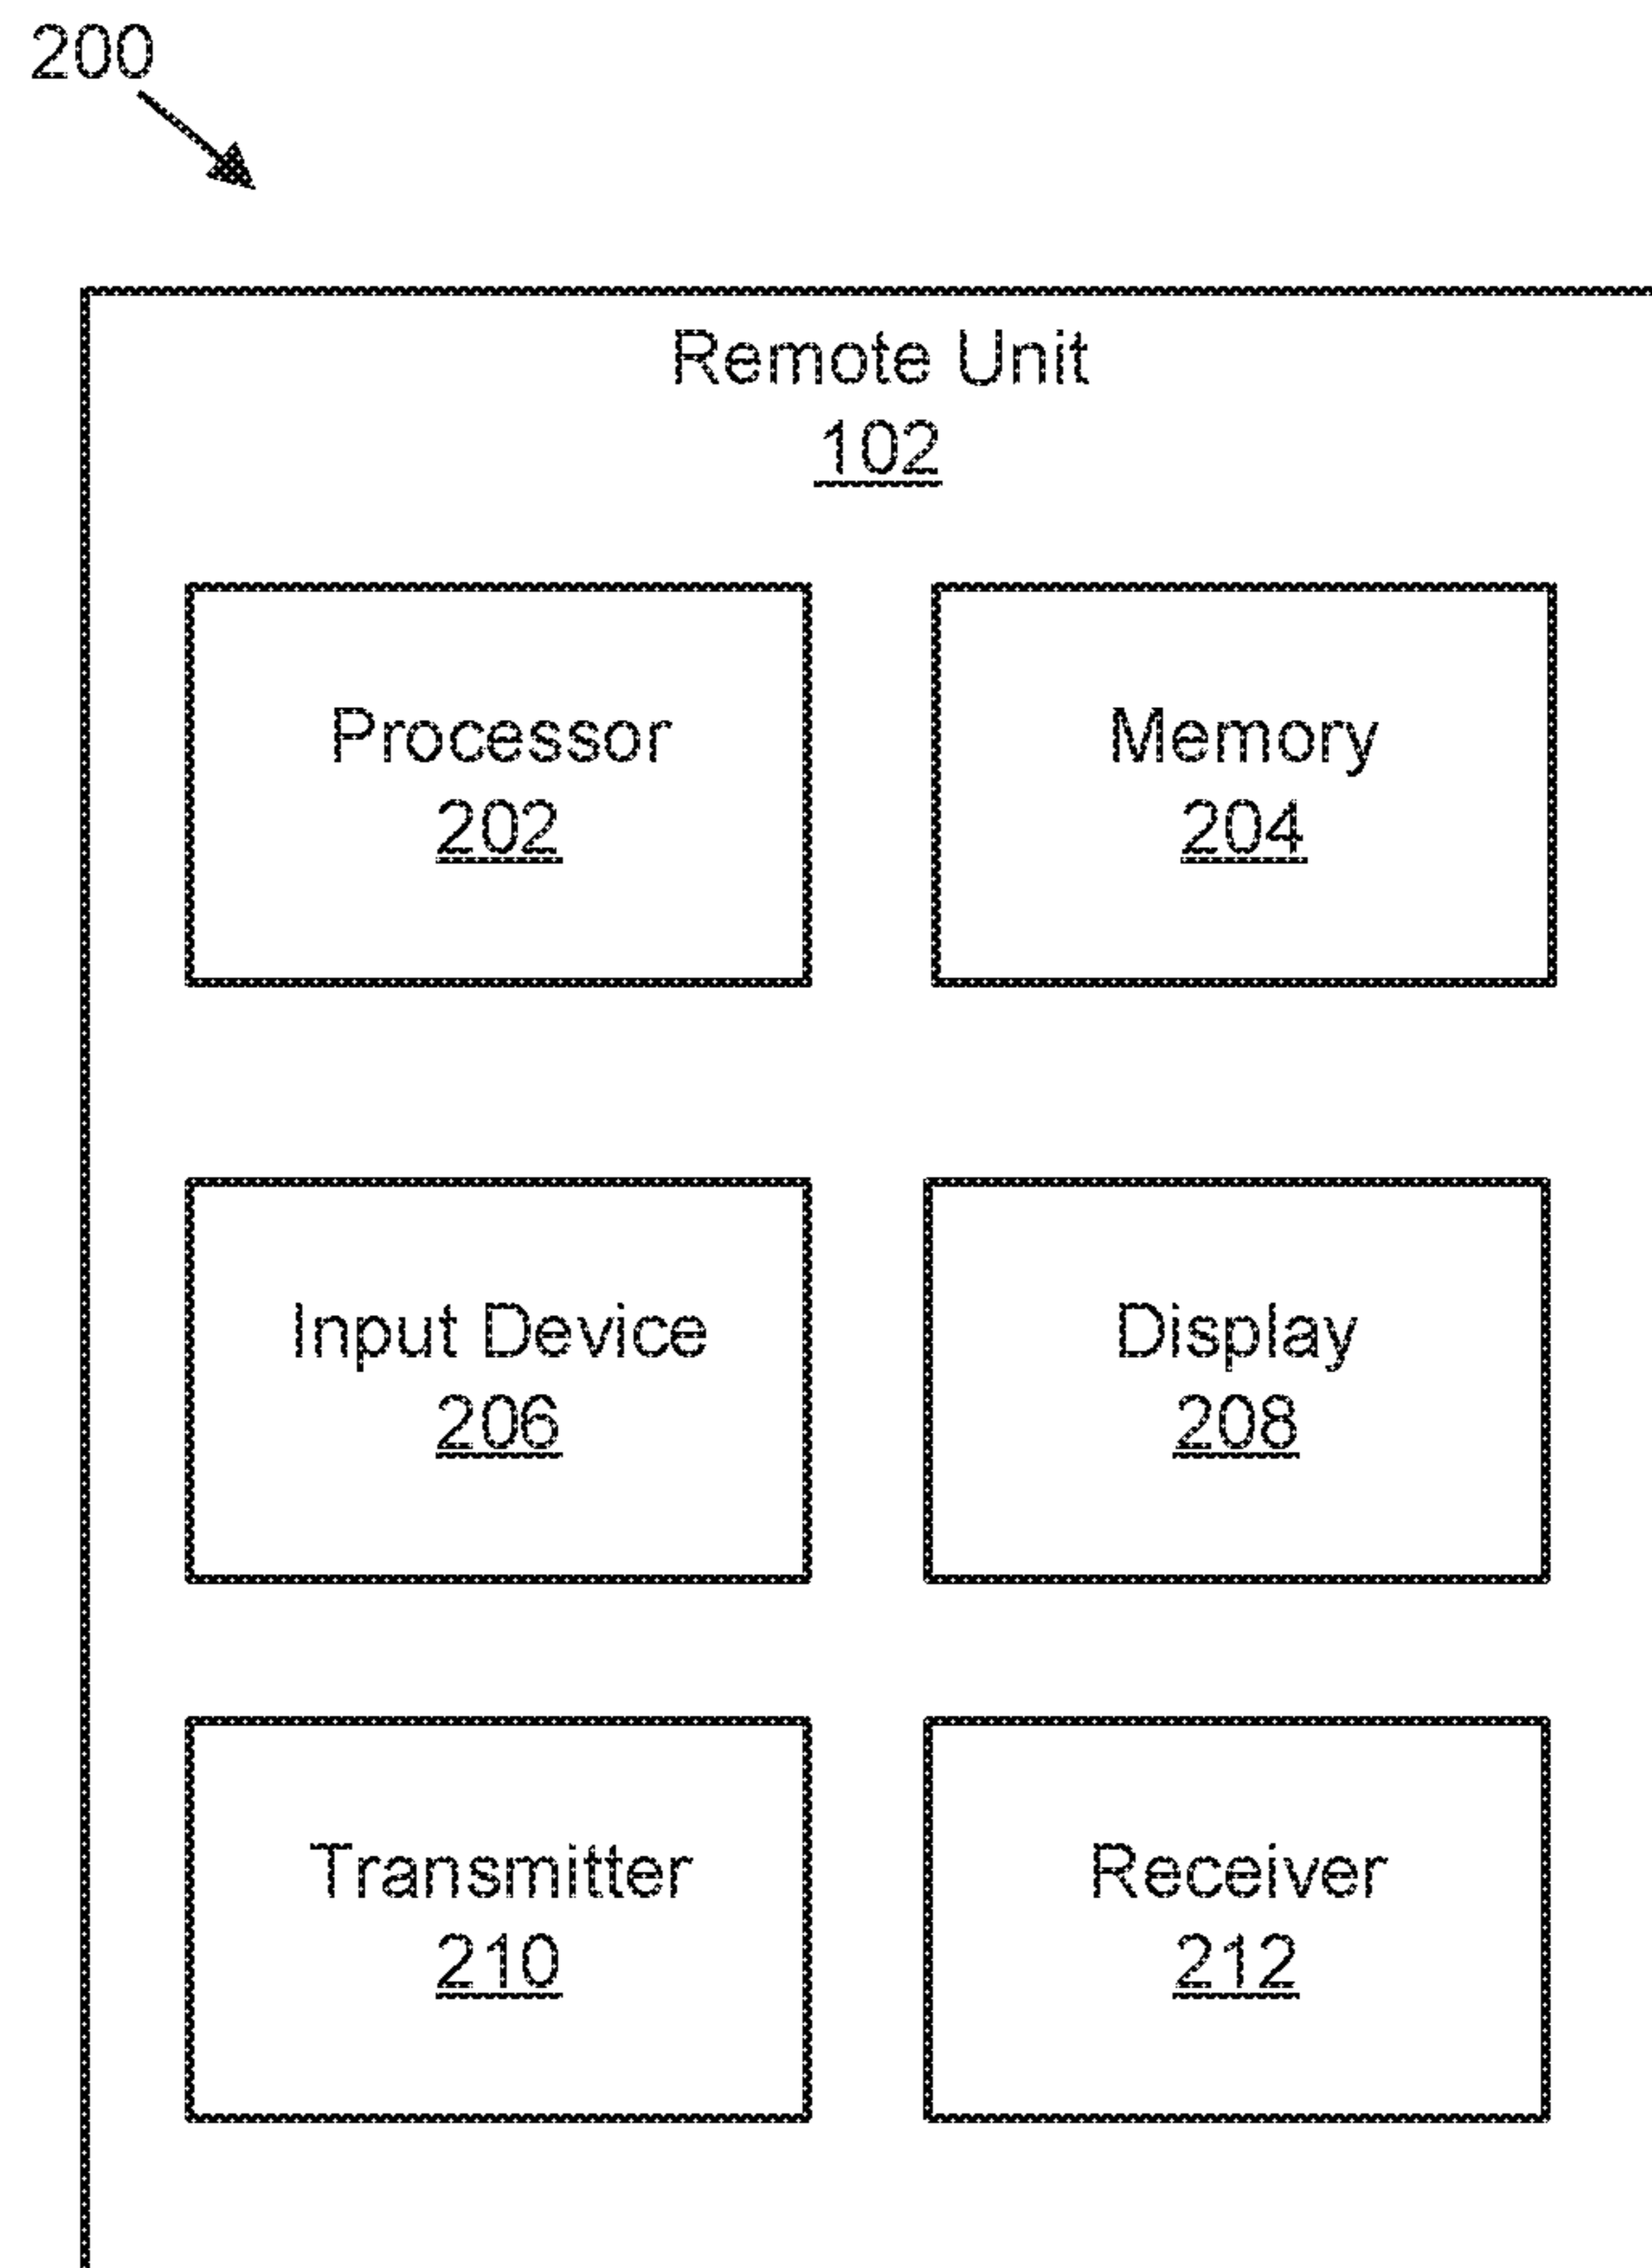 200
Remote Unit
102
Processor
202
Memory
204
Input Device
206
Display
208
Transmitter
210
Receiver
212